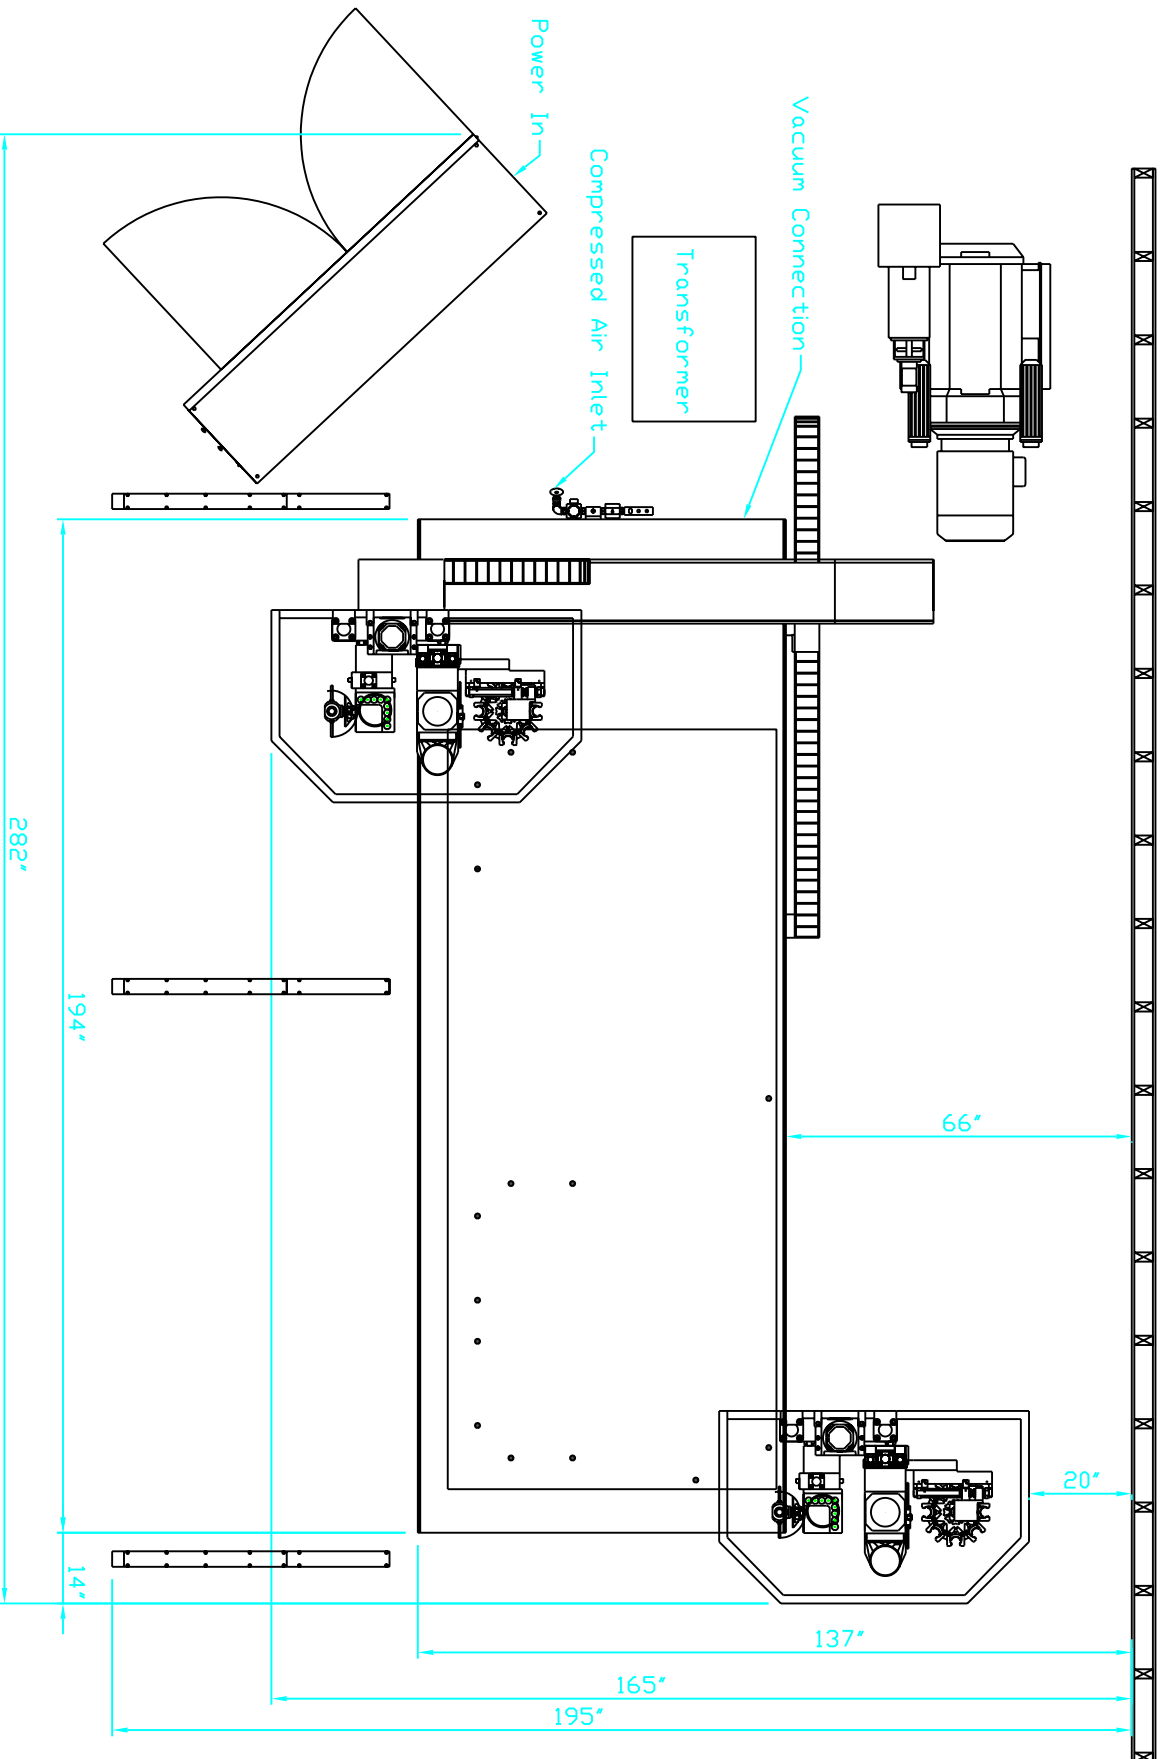 Power In
Compressed Air Inlet
Transformer
Vacuum Connection
282"
194"
14"
66"
20"
137"
165"
195"